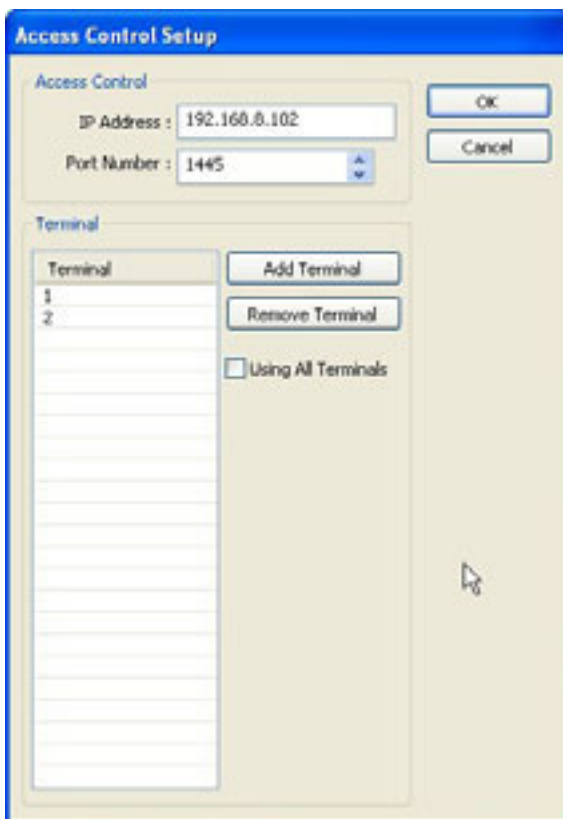 Access Control Setup
Access Control
IP Address : 192.168.8.102
Port Number : 1445
OK
Cancel
Terminal
Terminal
1
2
Add Terminal
Remove Terminal
Using All Terminals